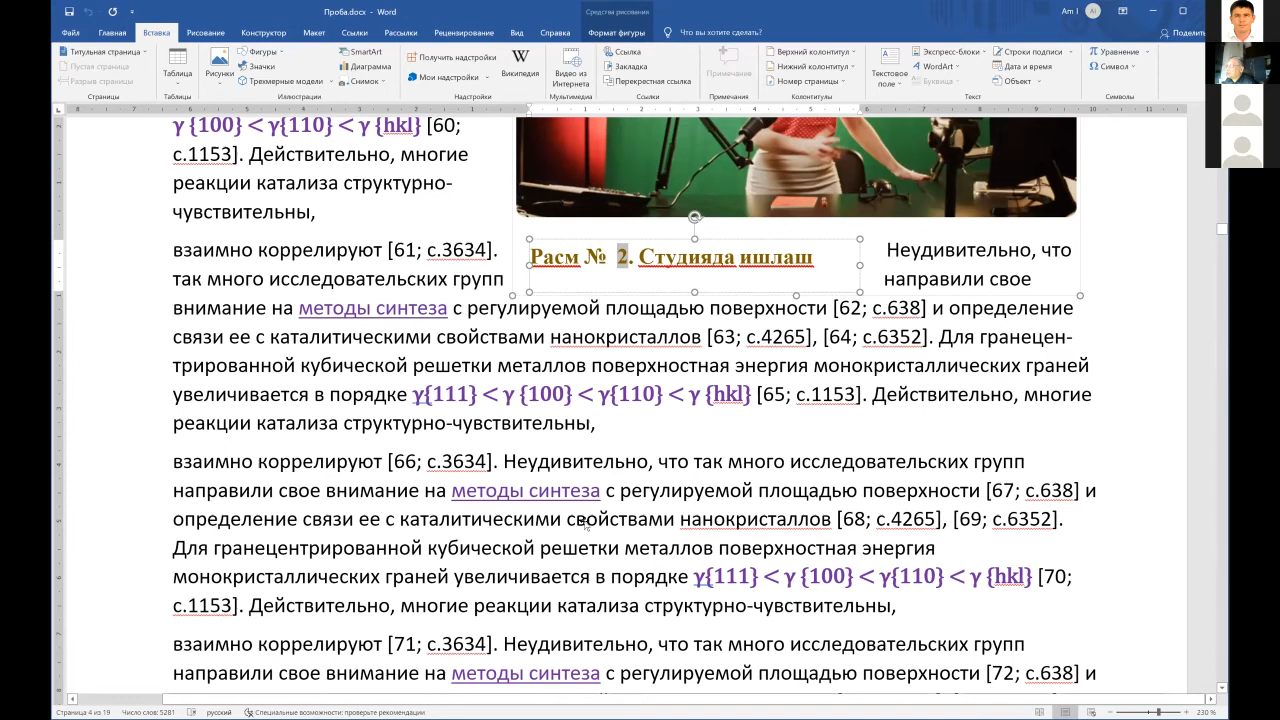 Проба.docx - Word
Средства рисования
Am I
AI
Файл Главная Вставка Рисование Конструктор Макет Ссылки Рассылки Рецензирование Вид Справка Формат фигуры Что вы хотите сделать? Поделить
Титульная страница
Пустая страница
Разрыв страницы
Страницы
Таблица
Таблицы
Рисунки
Фигуры
Значки
Трехмерные модели
SmartArt
Диаграмма
Снимок
Иллюстрации
Получить надстройки
Мои надстройки
Википедия
Надстройки
Видео из Интернета
Мультимедиа
Ссылка
Закладка
Перекрестная ссылка
Ссылки
Примечание
Примечания
Верхний колонтитул
Нижний колонтитул
Номер страницы
Колонтитулы
Текстовое поле
Экспресс-блоки
WordArt
Буквица
Строка подписи
Дата и время
Объект
Текст
Уравнение
Символ
Символы
γ {100} < γ{110} < γ {hkl} [60;
с.1153]. Действительно, многие
реакции катализа структурно-
чувствительны,
взаимно коррелируют [61; с.3634].
Расм № 2. Студияда ишлаш
Неудивительно, что
так много исследовательских групп
направили свое
внимание на методы синтеза с регулируемой площадью поверхности [62; с.638] и определение
связи ее с каталитическими свойствами нанокристаллов [63; с.4265], [64; с.6352]. Для гранецен-
трированной кубической решетки металлов поверхностная энергия монокристаллических граней
увеличивается в порядке γ{111} < γ {100} < γ{110} < γ {hkl} [65; с.1153]. Действительно, многие
реакции катализа структурно-чувствительны,
взаимно коррелируют [66; с.3634]. Неудивительно, что так много исследовательских групп
направили свое внимание на методы синтеза с регулируемой площадью поверхности [67; с.638] и
определение связи ее с каталитическими свойствами нанокристаллов [68; с.4265], [69; с.6352].
Для гранецентрированной кубической решетки металлов поверхностная энергия
монокристаллических граней увеличивается в порядке γ{111} < γ {100} < γ{110} < γ {hkl} [70;
с.1153]. Действительно, многие реакции катализа структурно-чувствительны,
взаимно коррелируют [71; с.3634]. Неудивительно, что так много исследовательских групп
направили свое внимание на методы синтеза с регулируемой площадью поверхности [72; с.638] и
Страница 4 из 19 Число слов: 5281 русский Специальные возможности: проверьте рекомендации 230 %